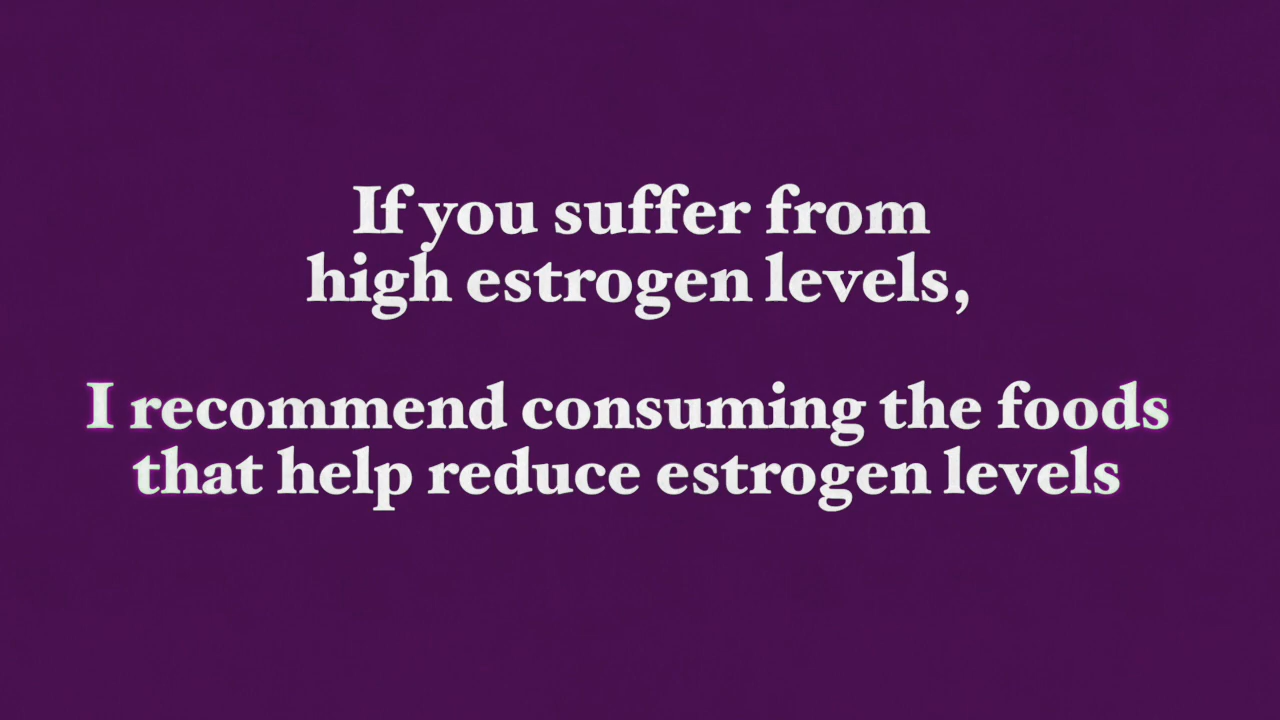 If you suffer from
high estrogen levels,
I recommend consuming the foods
that help reduce estrogen levels